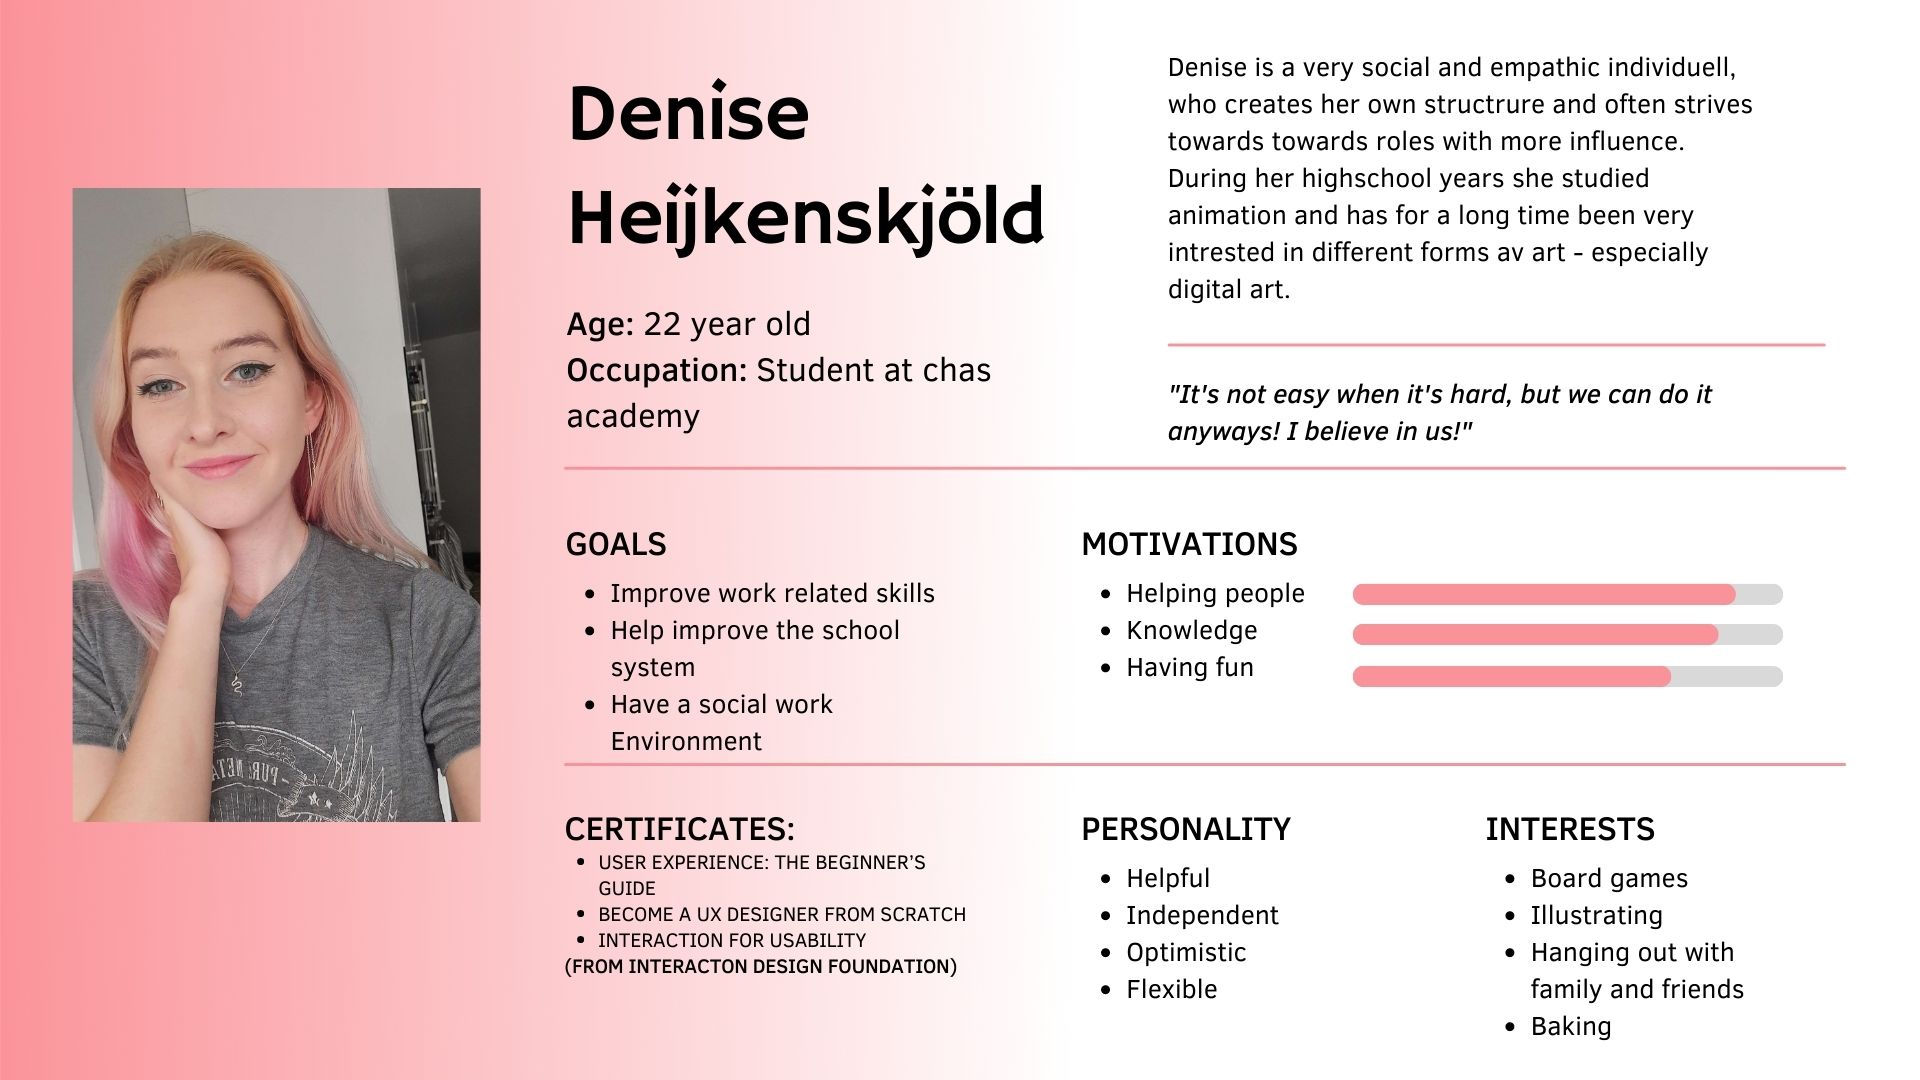 Denise
Heijkenskjöld
Age: 22 year old
Occupation: Student at chas
academy
Denise is a very social and empathic individuell,
who creates her own structrure and often strives
towards towards roles with more influence.
During her highschool years she studied
animation and has for a long time been very
intrested in different forms av art - especially
digital art.
"It's not easy when it's hard, but we can do it
anyways! I believe in us!"
GOALS
• Improve work related skills
• Help improve the school
system
• Have a social work
Environment
MOTIVATIONS
• Helping people
• Knowledge
• Having fun
CERTIFICATES:
• USER EXPERIENCE: THE BEGINNER'S
GUIDE
• BECOME A UX DESIGNER FROM SCRATCH
• INTERACTION FOR USABILITY
(FROM INTERACTON DESIGN FOUNDATION)
PERSONALITY
• Helpful
• Independent
• Optimistic
• Flexible
INTERESTS
• Board games
• Illustrating
• Hanging out with
family and friends
• Baking